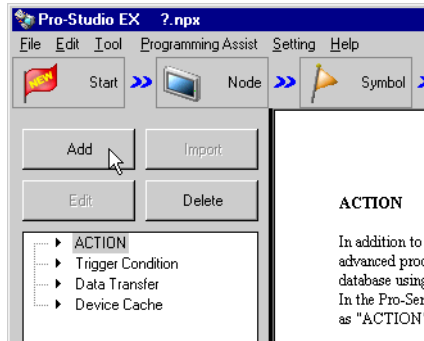 Pro-Studio EX ?.npx
File Edit Tool Programming Assist Setting Help
NEW Start Node Symbol
Add Import
Edit Delete
ACTION
Trigger Condition
Data Transfer
Device Cache
ACTION
In addition to
advanced proc
database using
In the Pro-Ser
as "ACTION"